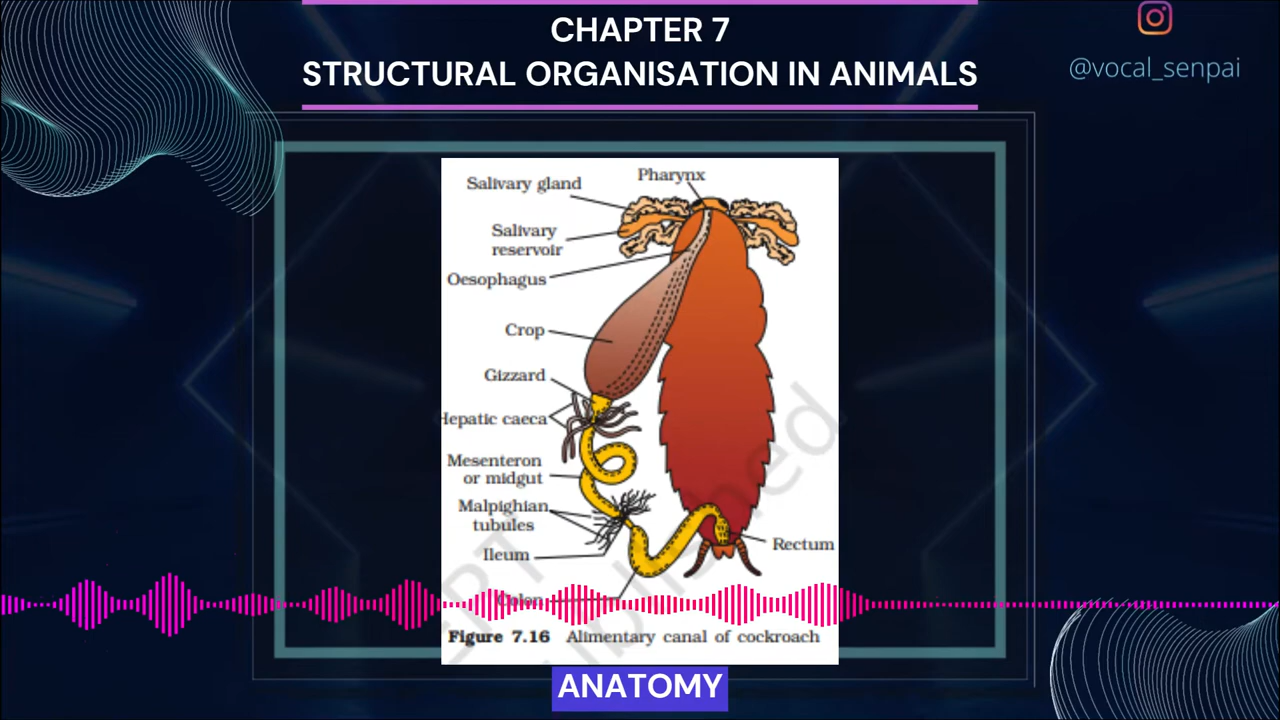 CHAPTER 7
STRUCTURAL ORGANISATION IN ANIMALS
@vocal_senpai
Pharynx
Salivary gland
Salivary
reservoir
Oesophagus
Crop
Gizzard
Hepatic caeca
Mesenteron
or midgut
Malpighian
tubules
Ileum
Rectum
Colon
Figure 7.16 Alimentary canal of cockroach
ANATOMY